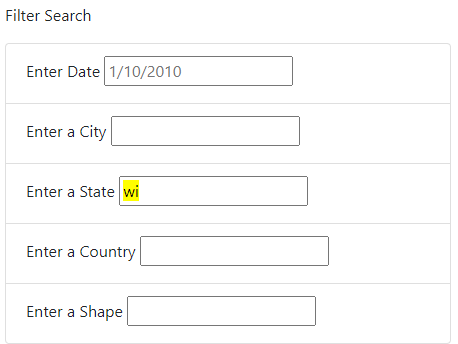 Filter Search
Enter Date 1/10/2010
Enter a City
Enter a State wi
Enter a Country
Enter a Shape